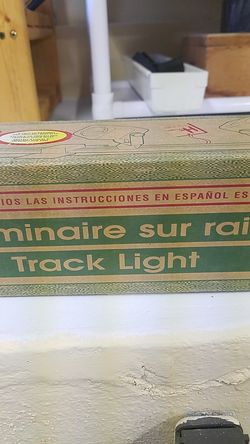 IOS LAS INSTRUCCIONES EN ESPAÑOL ES
minaire sur rai
Track Light